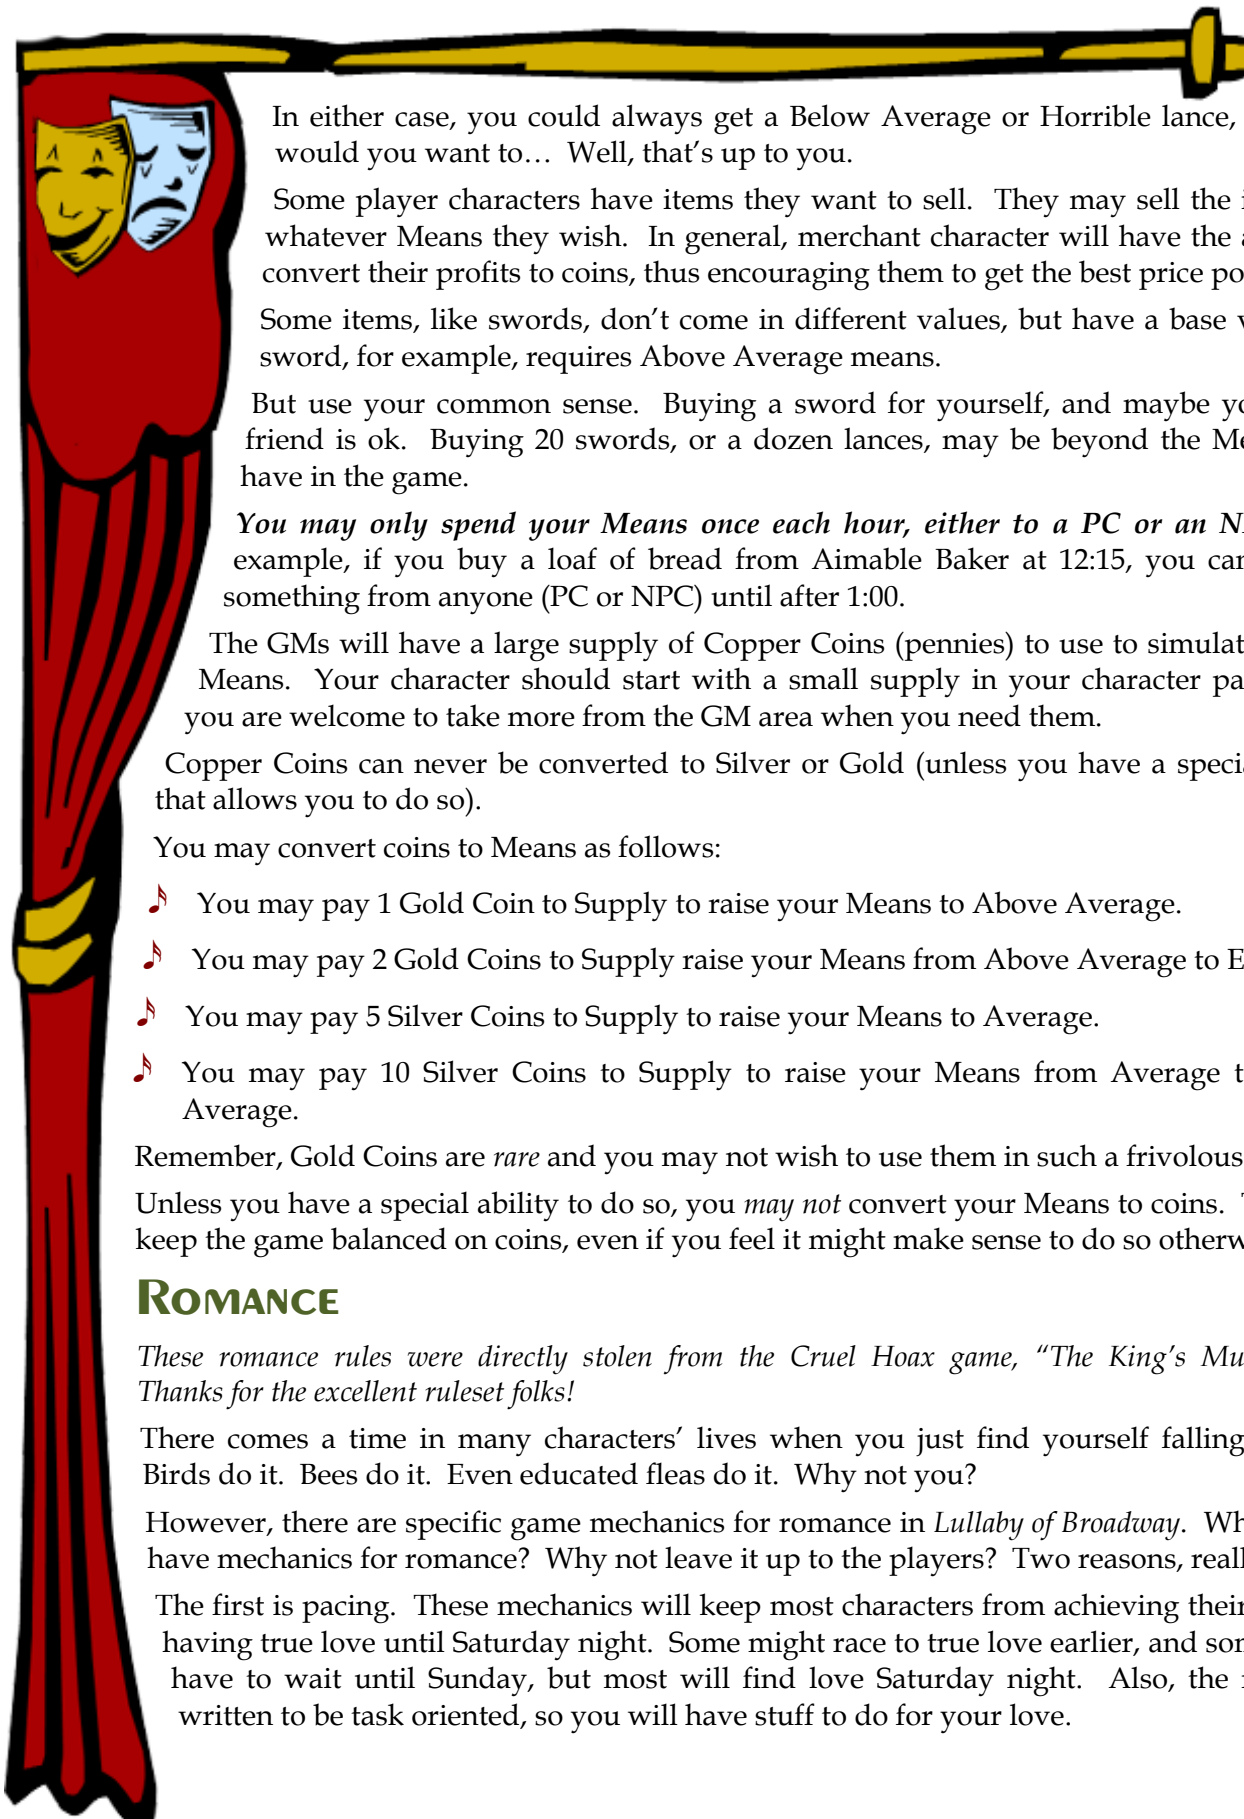 In either case, you could always get a Below Average or Horrible lance,
would you want to… Well, that's up to you.
Some player characters have items they want to sell. They may sell the
whatever Means they wish. In general, merchant character will have the
convert their profits to coins, thus encouraging them to get the best price
Some items, like swords, don't come in different values, but have a base
sword, for example, requires Above Average means.
But use your common sense. Buying a sword for yourself, and maybe
friend is ok. Buying 20 swords, or a dozen lances, may be beyond the
have in the game.
You may only spend your Means once each hour, either to a PC or an
example, if you buy a loaf of bread from Aimable Baker at 12:15, you
something from anyone (PC or NPC) until after 1:00.
The GMs will have a large supply of Copper Coins (pennies) to use to
Means. Your character should start with a small supply in your character
you are welcome to take more from the GM area when you need them.
Copper Coins can never be converted to Silver or Gold (unless you have a
that allows you to do so).
You may convert coins to Means as follows:
You may pay 1 Gold Coin to Supply to raise your Means to Above Average.
You may pay 2 Gold Coins to Supply raise your Means from Above Average to
You may pay 5 Silver Coins to Supply to raise your Means to Average.
You may pay 10 Silver Coins to Supply to raise your Means from Average
Average.
Remember, Gold Coins are rare and you may not wish to use them in such a frivolous
Unless you have a special ability to do so, you may not convert your Means to coins.
keep the game balanced on coins, even if you feel it might make sense to do so
ROMANCE
These romance rules were directly stolen from the Cruel Hoax game, "The King's
Thanks for the excellent ruleset folks!
There comes a time in many characters' lives when you just find yourself falling
Birds do it. Bees do it. Even educated fleas do it. Why not you?
However, there are specific game mechanics for romance in Lullaby of Broadway.
have mechanics for romance? Why not leave it up to the players? Two reasons,
The first is pacing. These mechanics will keep most characters from achieving their
having true love until Saturday night. Some might race to true love earlier, and
have to wait until Sunday, but most will find love Saturday night. Also, the
written to be task oriented, so you will have stuff to do for your love.